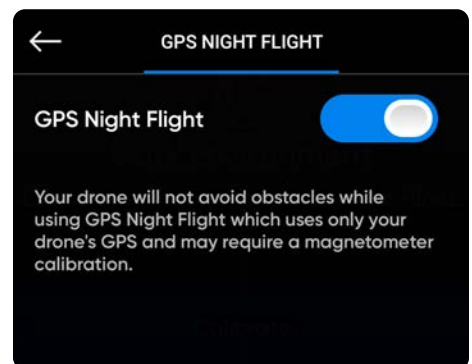 GPS NIGHT FLIGHT
GPS Night Flight
Your drone will not avoid obstacles while
using GPS Night Flight which uses only your
drone's GPS and may require a magnetometer
calibration.